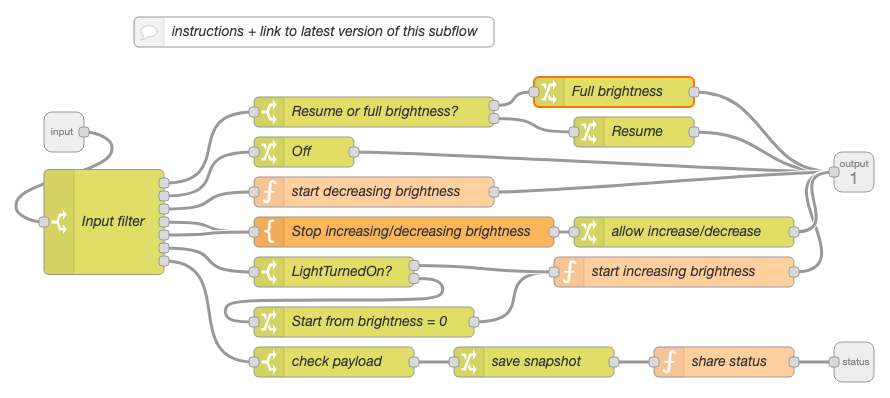 instructions + link to latest version of this subflow
Full brightness
input
Resume or full brightness?
Resume
Off
output
1
start decreasing brightness
Input filter
Stop increasing/decreasing brightness
allow increase/decrease
LightTurnedOn?
start increasing brightness
Start from brightness = 0
check payload
save snapshot
share status
status